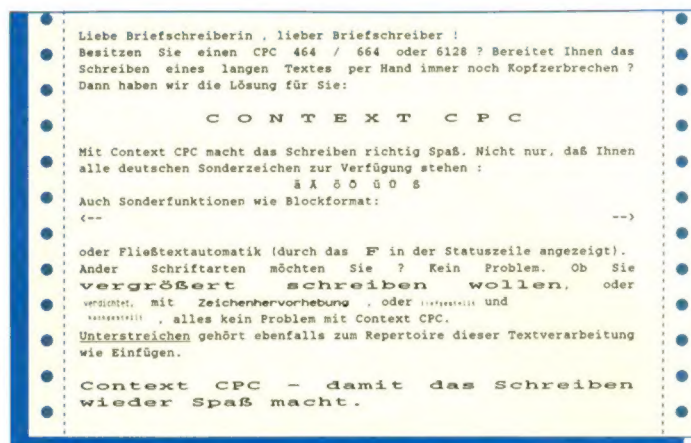 Liebe Briefschreiberin , lieber Briefschreiber !
Besitzen Sie einen CPC 464 / 664 oder 6128 ? Bereitet Ihnen das
Schreiben eines langen Textes per Hand immer noch Kopfzerbrechen ?
Dann haben wir die Lösung für Sie:
C O N T E X T C P C
Mit Context CPC macht das Schreiben richtig Spaß. Nicht nur, daß Ihnen
alle deutschen Sonderzeichen zur Verfügung stehen :
ä Ä ö Ö ü Ü ß
Auch Sonderfunktionen wie Blockformat:
<-- -->
oder Fließtextautomatik (durch das F in der Statuszeile angezeigt).
Ander Schriftarten möchten Sie ? Kein Problem. Ob Sie
vergrößert schreiben wollen, oder
verdichtet, mit Zeichenhervorhebung , oder tiefgestellt und
hochgestellt , alles kein Problem mit Context CPC.
Unterstreichen gehört ebenfalls zum Repertoire dieser Textverarbeitung
wie Einfügen.
Context CPC - damit das Schreiben
wieder Spaß macht.